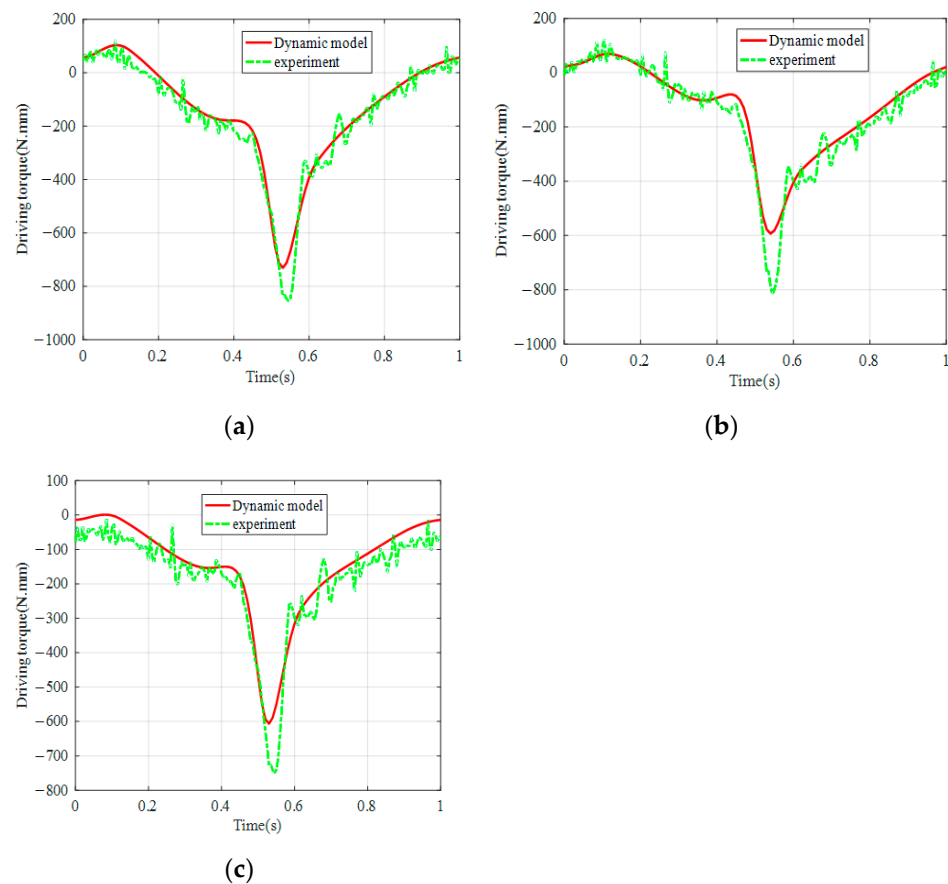 200
0
−200
−400
−600
−800
−1000
Driving torque(N.mm)
Dynamic model
experiment
0 0.2 0.4 0.6 0.8 1
Time(s)
(a)
200
0
−200
−400
−600
−800
−1000
Driving torque(N.mm)
Dynamic model
experiment
0 0.2 0.4 0.6 0.8 1
Time(s)
(b)
100
0
−100
−200
−300
−400
−500
−600
−700
−800
Driving torque(N.mm)
Dynamic model
experiment
0 0.2 0.4 0.6 0.8 1
Time(s)
(c)